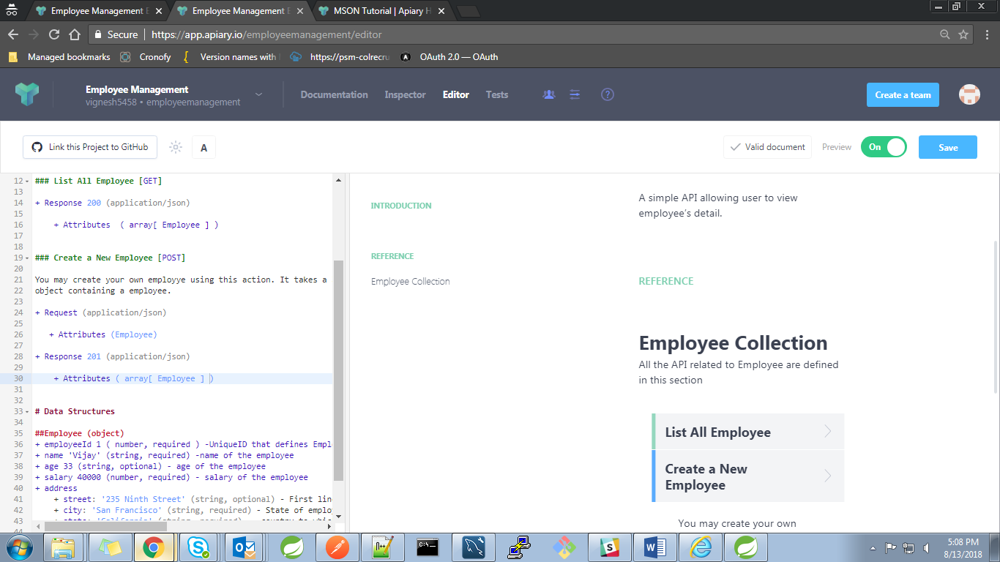 Employee Management E
Employee Management E
MSON Tutorial | Apiary H
Secure
https://app.apiary.io/employeemanagement/editor
Managed bookmarks
Cronofy
Version names with
https://psm-colrecru
OAuth 2.0 — OAuth
Employee Management
vignesh5458 • employeemanagement
Documentation
Inspector
Editor
Tests
?
Create a team
Link this Project to GitHub
A
Valid document
Preview
On
Save
12 ### List All Employee [GET]
13
14 + Response 200 (application/json)
15
16 + Attributes  ( array[ Employee ] )
17
18
19 ### Create a New Employee [POST]
20
21 You may create your own employye using this action. It takes a
22 object containing a employee.
23
24 + Request (application/json)
25
26 + Attributes (Employee)
27
28 + Response 201 (application/json)
29
30 + Attributes ( array[ Employee ] )
31
32
33 # Data Structures
34
35 ##Employee (object)
36 + employeeId 1 ( number, required ) -UniqueID that defines Empl
37 + name 'Vijay' (string, required) -name of the employee
38 + age 33 (string, optional) - age of the employee
39 + salary 40000 (number, required) - salary of the employee
40 + address
41 + street: '235 Ninth Street' (string, optional) - First lin
42 + city: 'San Francisco' (string, required) - State of emplo
43
INTRODUCTION
REFERENCE
Employee Collection
A simple API allowing user to view
employee's detail.
REFERENCE
Employee Collection
All the API related to Employee are defined
in this section
List All Employee
Create a New
Employee
You may create your own
5:08 PM
8/13/2018